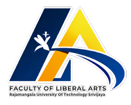 FACULTY OF LIBERAL ARTS
Rajamangala University Of Technology Srivijaya